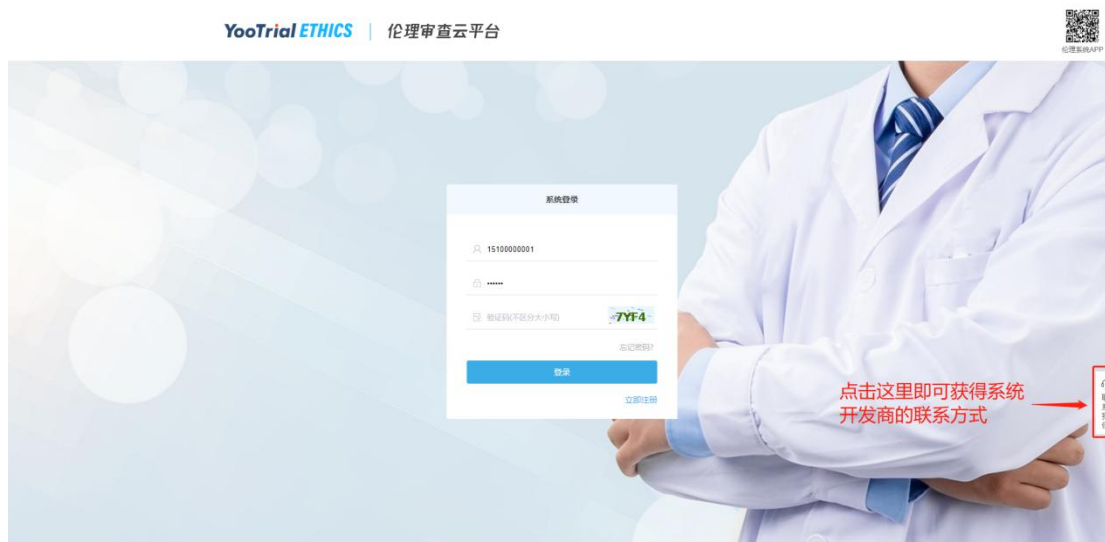 YooTrial ETHICS | 伦理审查云平台
伦理系统APP
系统登录
15100000001
••••••
验证码(不区分大小写)
7YF4
忘记密码?
登录
立即注册
点击这里即可获得系统
开发商的联系方式